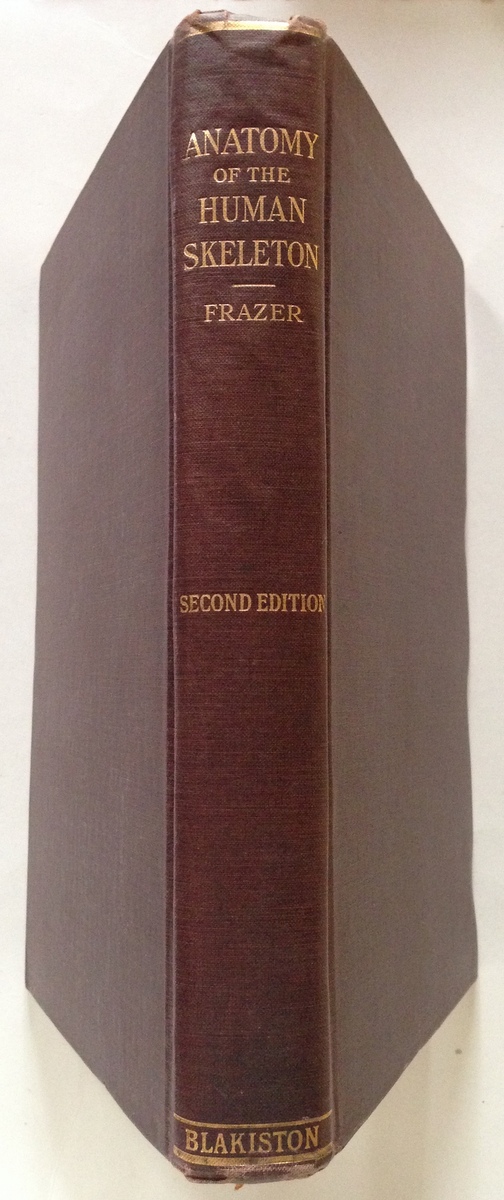 ANATOMY
OF THE
HUMAN
SKELETON
FRAZER
SECOND EDITION
BLAKISTON